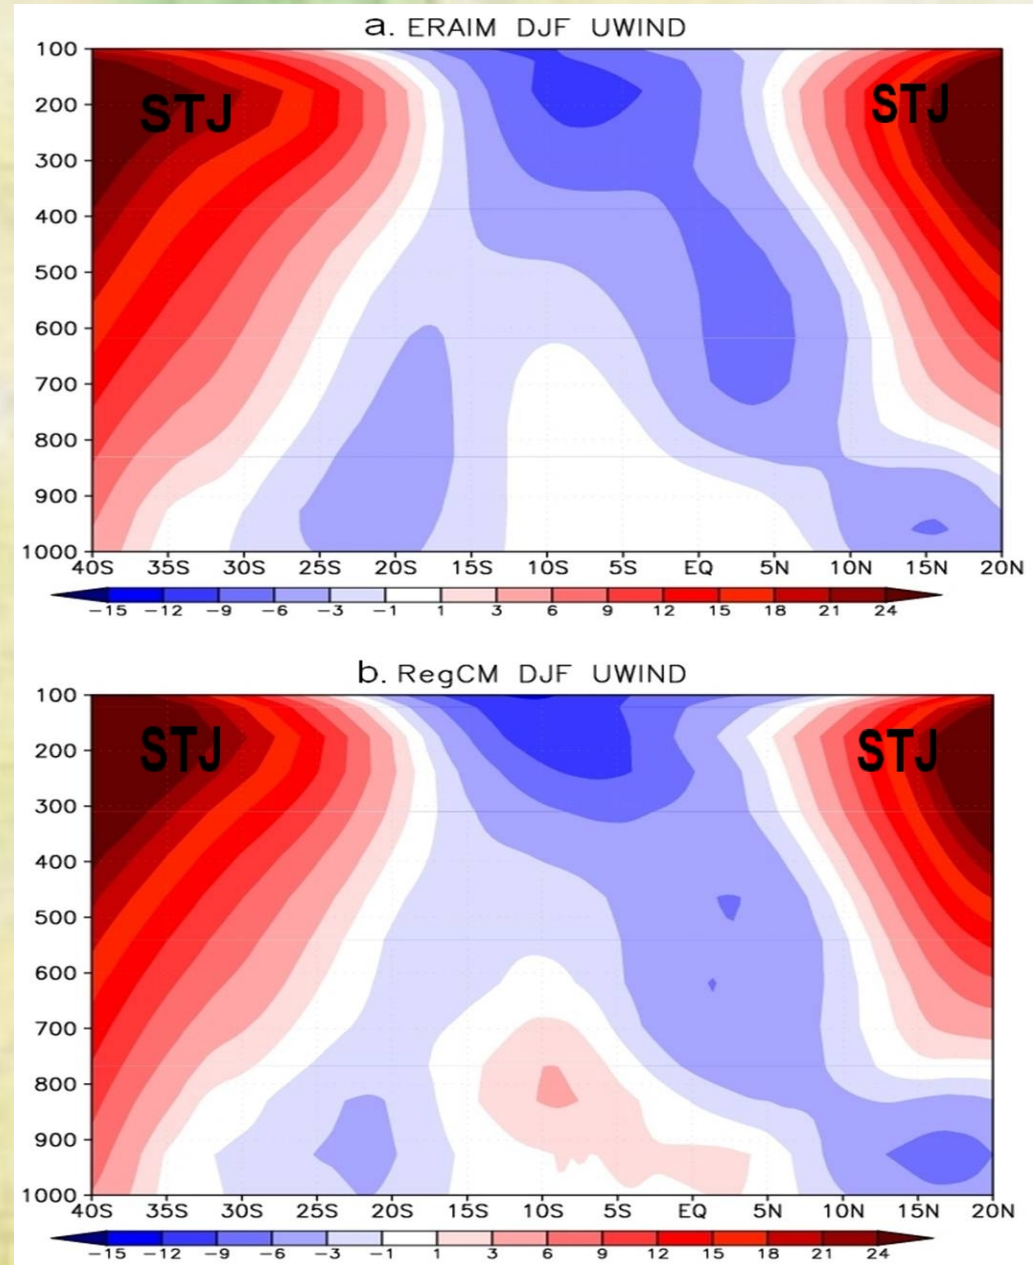 a. ERAIM DJF UWIND
100
STJ STJ
200
300
400
500
600
700
800
900
1000
40S 35S 30S 25S 20S 15S 10S 5S EQ 5N 10N 15N 20N
−15 −12 −9 −6 −3 −1 1 3 6 9 12 15 18 21 24
b. RegCM DJF UWIND
100
STJ STJ
200
300
400
500
600
700
800
900
1000
40S 35S 30S 25S 20S 15S 10S 5S EQ 5N 10N 15N 20N
−15 −12 −9 −6 −3 −1 1 3 6 9 12 15 18 21 24